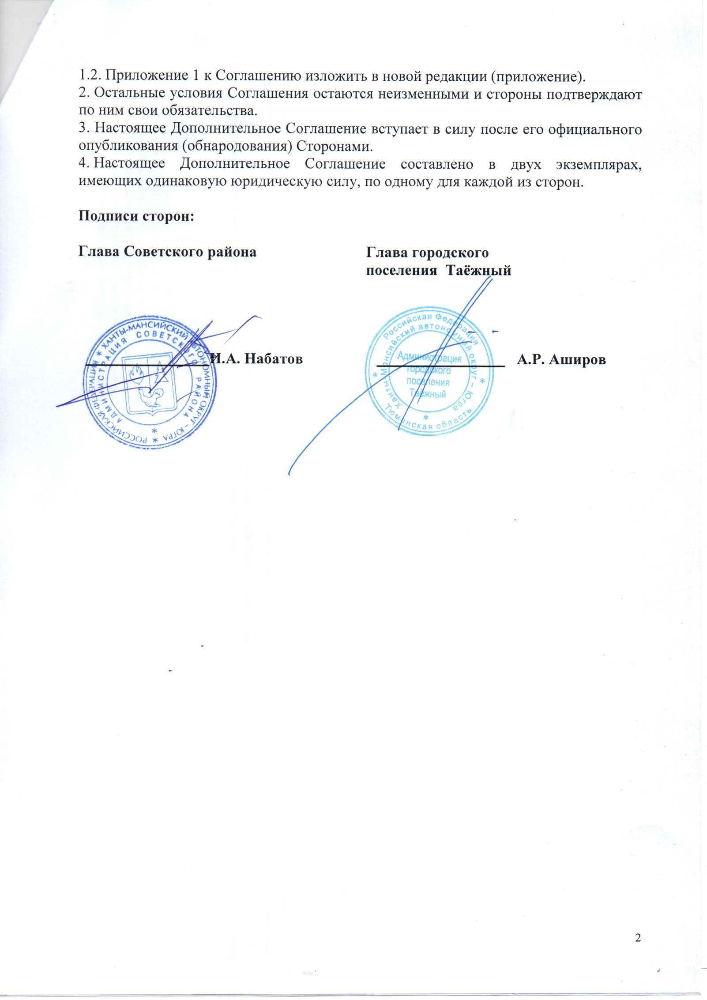 1.2. Приложение 1 к Соглашению изложить в новой редакции (приложение).
2. Остальные условия Соглашения остаются неизменными и стороны подтверждают
по ним свои обязательства.
3. Настоящее Дополнительное Соглашение вступает в силу после его официального
опубликования (обнародования) Сторонами.
4. Настоящее Дополнительное Соглашение составлено в двух экземплярах,
имеющих одинаковую юридическую силу, по одному для каждой из сторон.
Подписи сторон:
Глава Советского района
Глава городского
поселения Таёжный
РОССИЙСКАЯ ФЕДЕРАЦИЯ * ХАНТЫ-МАНСИЙСКИЙ АВТОНОМНЫЙ ОКРУГ – ЮГРА *
АДМИНИСТРАЦИЯ СОВЕТСКОГО РАЙОНА *
И.А. Набатов
Российская Федерация
Ханты-Мансийский автономный округ – Югра
Тюменская область
Администрация
городского
поселения
Таёжный
А.Р. Аширов
2